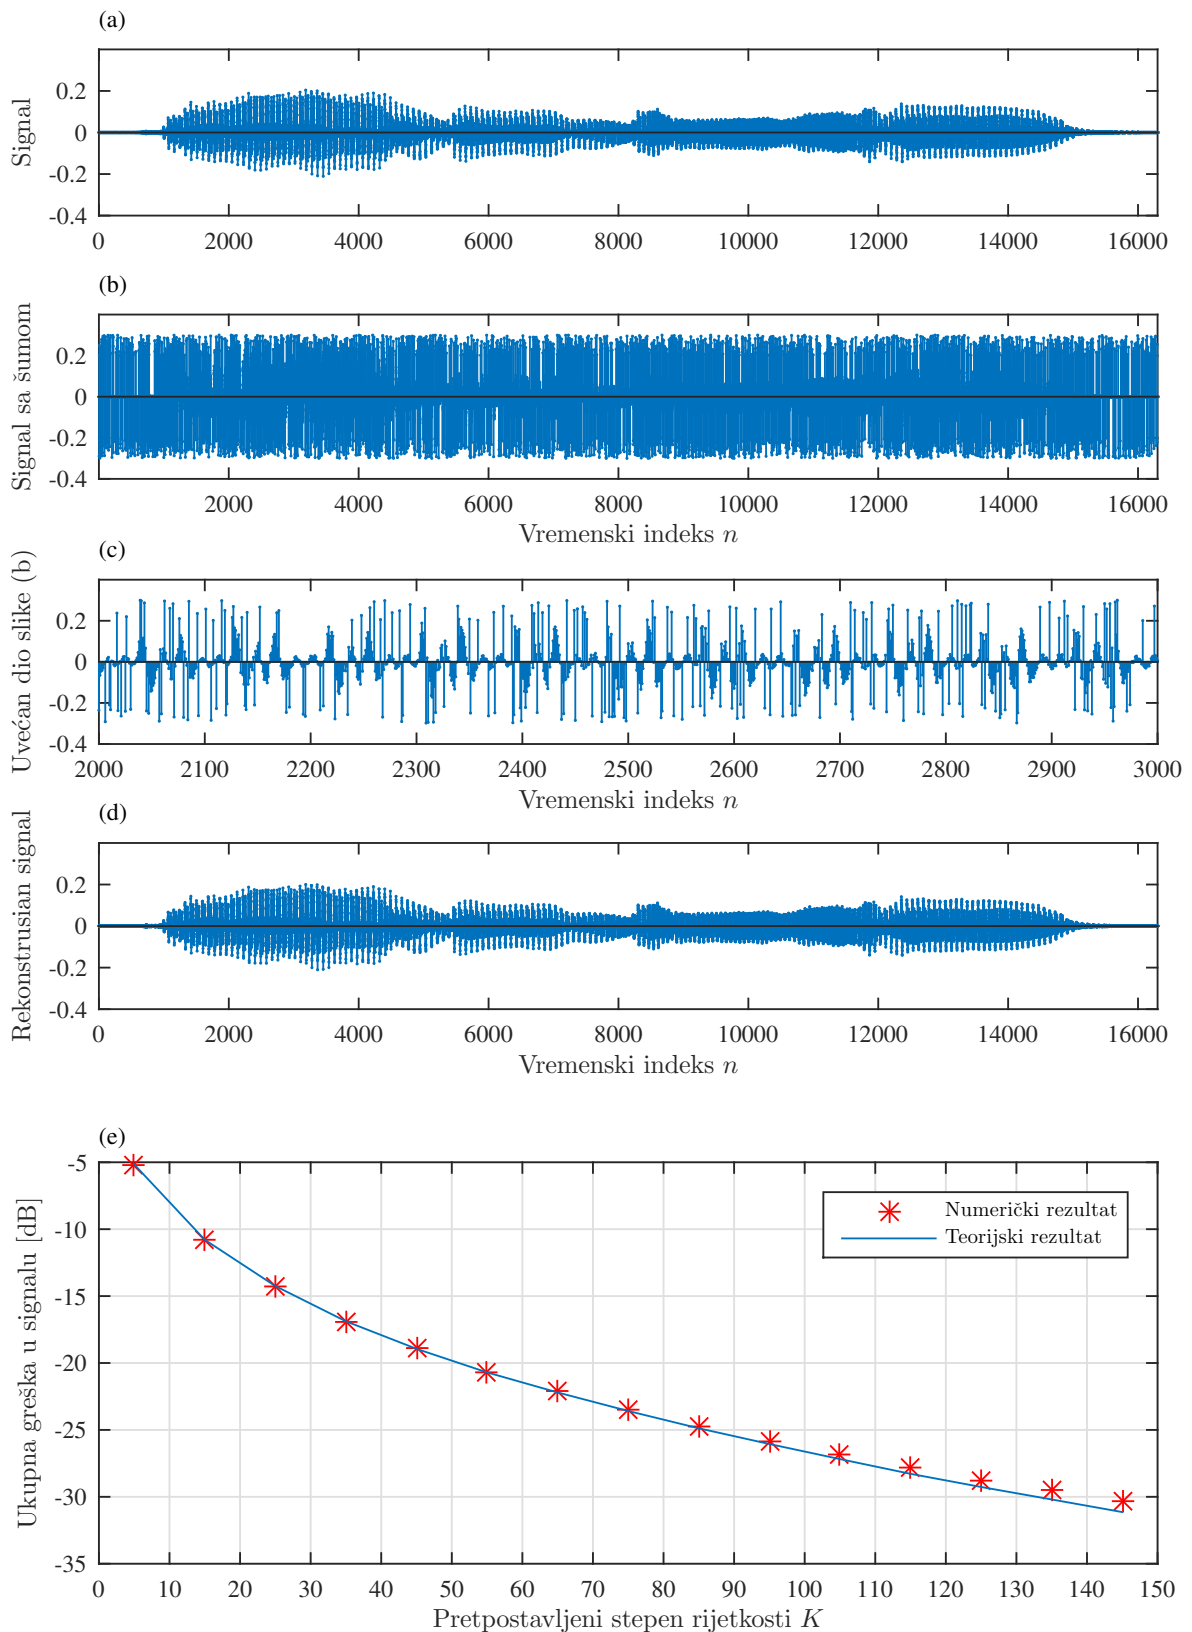 (a)
Signal
0.2
0
-0.2
-0.4
0 2000 4000 6000 8000 10000 12000 14000 16000
(b)
Signal sa šumom
0.2
0
-0.2
-0.4
2000 4000 6000 8000 10000 12000 14000 16000
Vremenski indeks n
(c)
Uvećan dio slike (b)
0.2
0
-0.2
-0.4
2000 2100 2200 2300 2400 2500 2600 2700 2800 2900 3000
Vremenski indeks n
(d)
Rekonstrusian signal
0.2
0
-0.2
-0.4
0 2000 4000 6000 8000 10000 12000 14000 16000
Vremenski indeks n
(e)
Ukupna greška u signalu [dB]
-5
-10
-15
-20
-25
-30
-35
Numerički rezultat
Teorijski rezultat
0 10 20 30 40 50 60 70 80 90 100 110 120 130 140 150
Pretpostavljeni stepen rijetkosti K